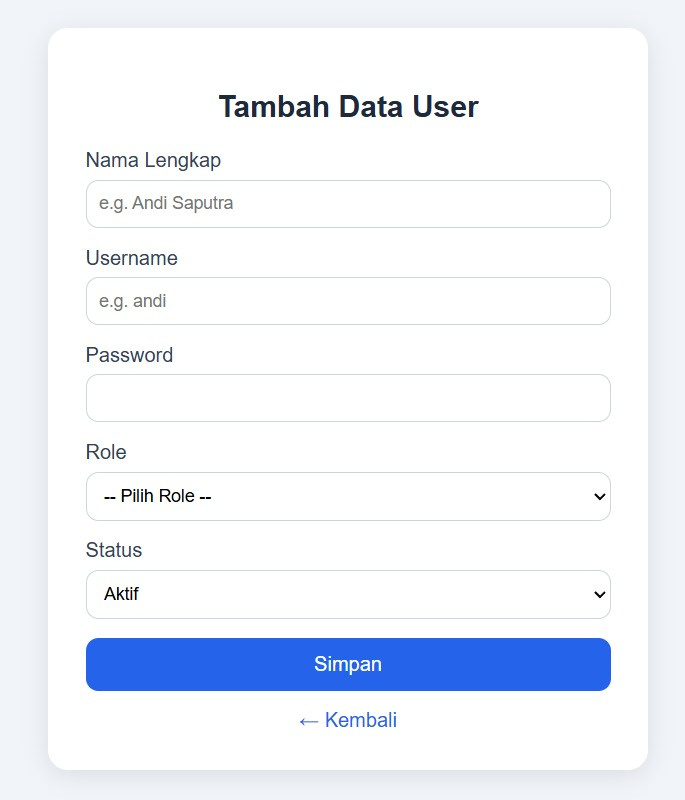 Tambah Data User
Nama Lengkap
e.g. Andi Saputra
Username
e.g. andi
Password
Role
-- Pilih Role --
Status
Aktif
Simpan
← Kembali